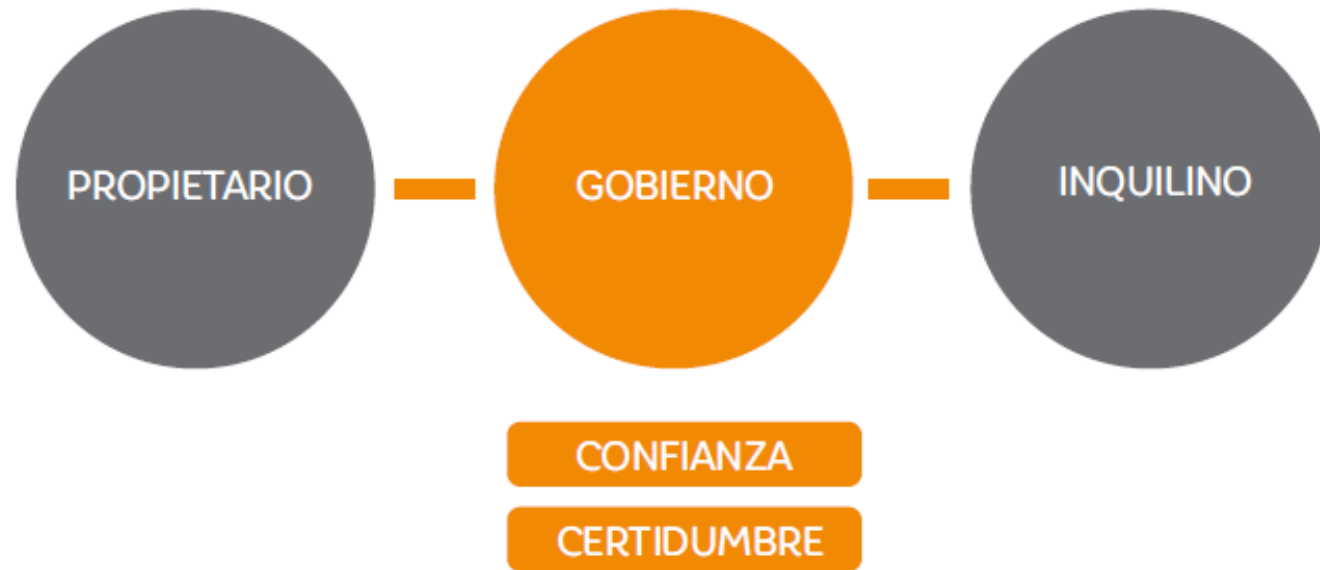 PROPIETARIO
GOBIERNO
INQUILINO
CONFIANZA
CERTIDUMBRE